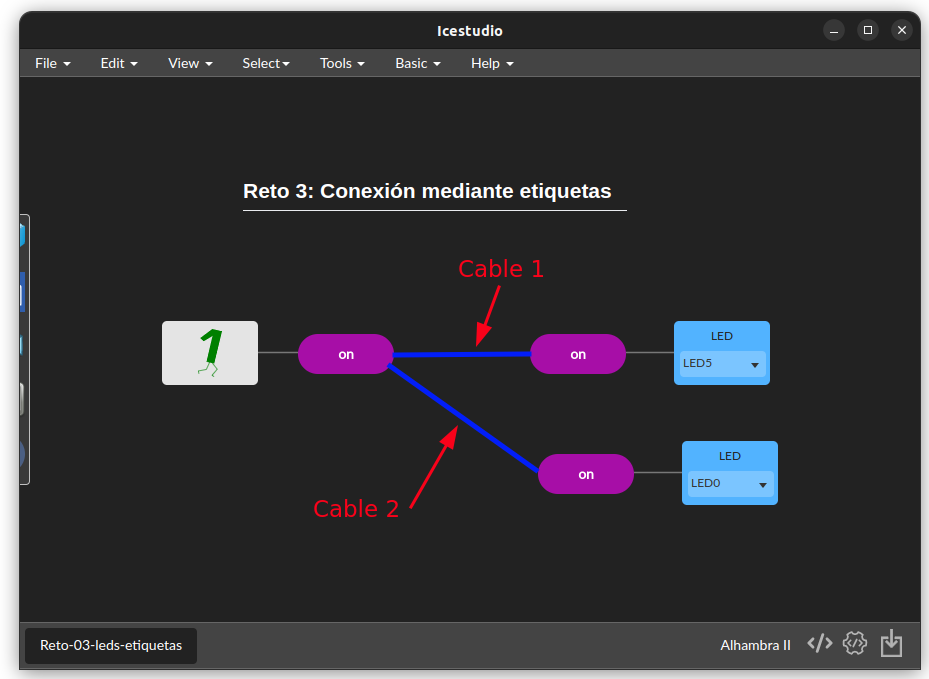 Icestudio
File Edit View Select Tools Basic Help
Reto 3: Conexión mediante etiquetas
Cable 1
1
on
on
LED
LED5
on
LED
LED0
Cable 2
Reto-03-leds-etiquetas
Alhambra II